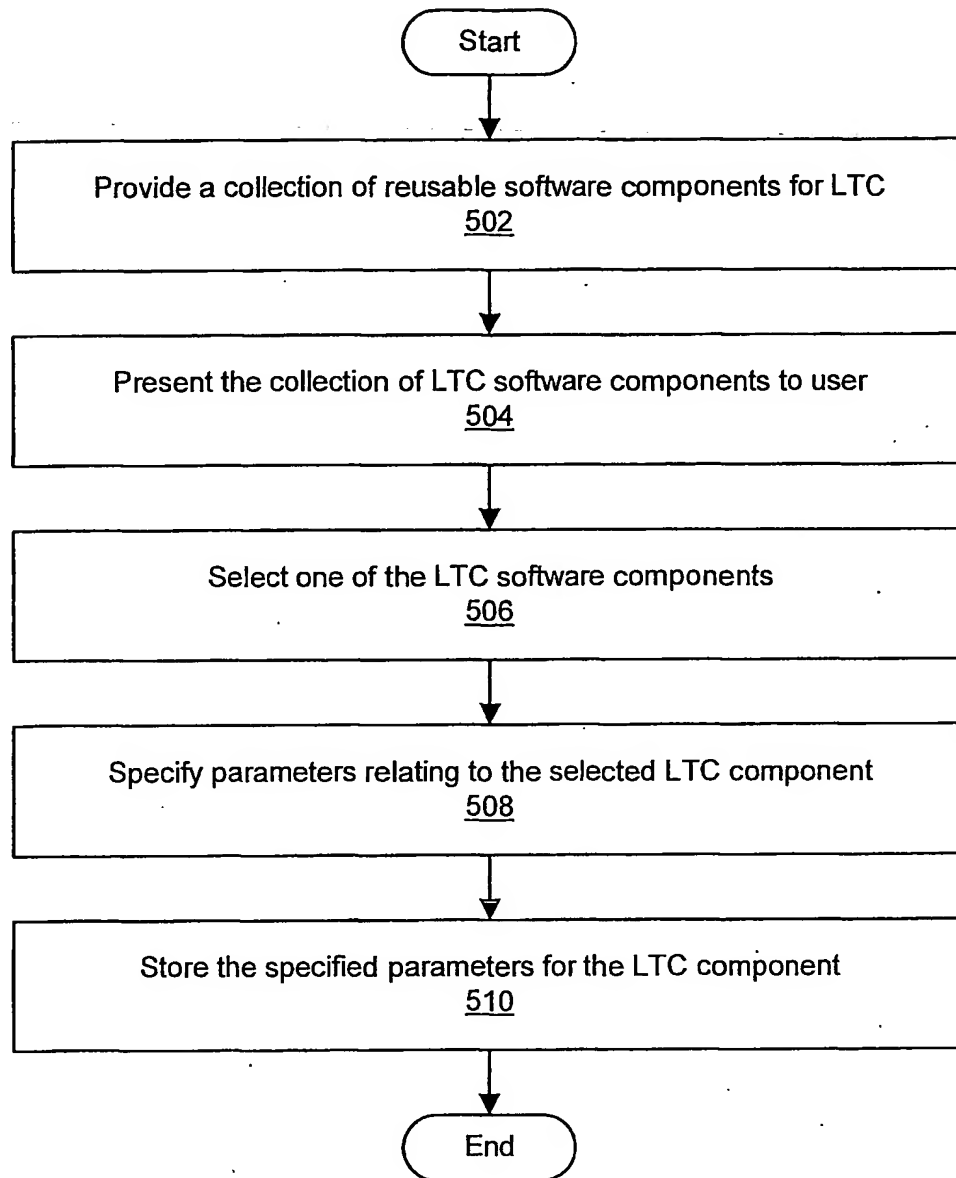 Start
Provide a collection of reusable software components for LTC
502
Present the collection of LTC software components to user
504
Select one of the LTC software components
506
Specify parameters relating to the selected LTC component
508
Store the specified parameters for the LTC component
510
End